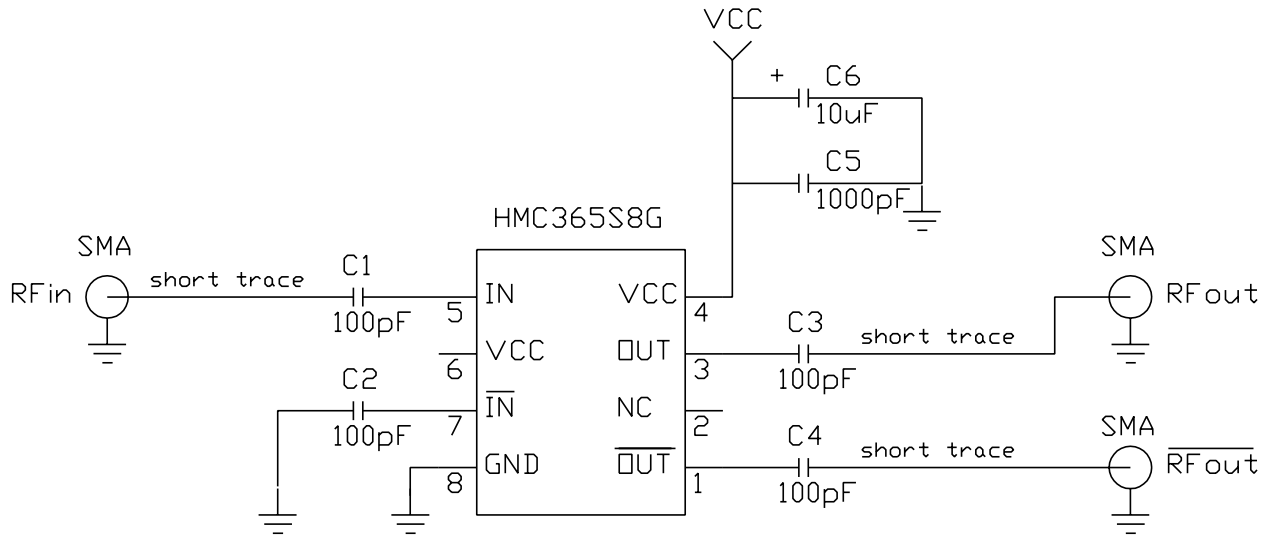 VCC
+
C6
10uF
C5
1000pF
HMC365S8G
SMA
RFin
short trace
C1
100pF
5
IN
VCC
4
6
VCC
OUT
3
C3
100pF
short trace
SMA
RFout
C2
100pF
7
IN
NC
2
8
GND
OUT
1
C4
100pF
short trace
SMA
RFout